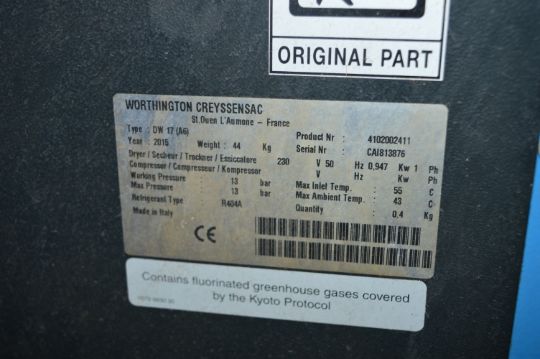 ORIGINAL PART
WORTHINGTON CREYSSENSAC
St.Ouen L'Aumone - France
Type : DW 17 (A6) Product Nr : 4102002411
Year : 2015 Weight : 44 Kg Serial Nr : CAI813876
Dryer / Secheur / Trockner / Essiccatore 230 V 50 Hz 0,947 Kw 1 Ph
Compressor / Compresseur / Kompressor V Hz Kw Ph
Working Pressure : 13 bar Max Inlet Temp. : 55 C
Max Pressure : 13 bar Max Ambient Temp. : 43 C
Refrigerant Type R404A Quantity : 0,4 Kg
Made in Italy
CE
Contains fluorinated greenhouse gases covered
by the Kyoto Protocol